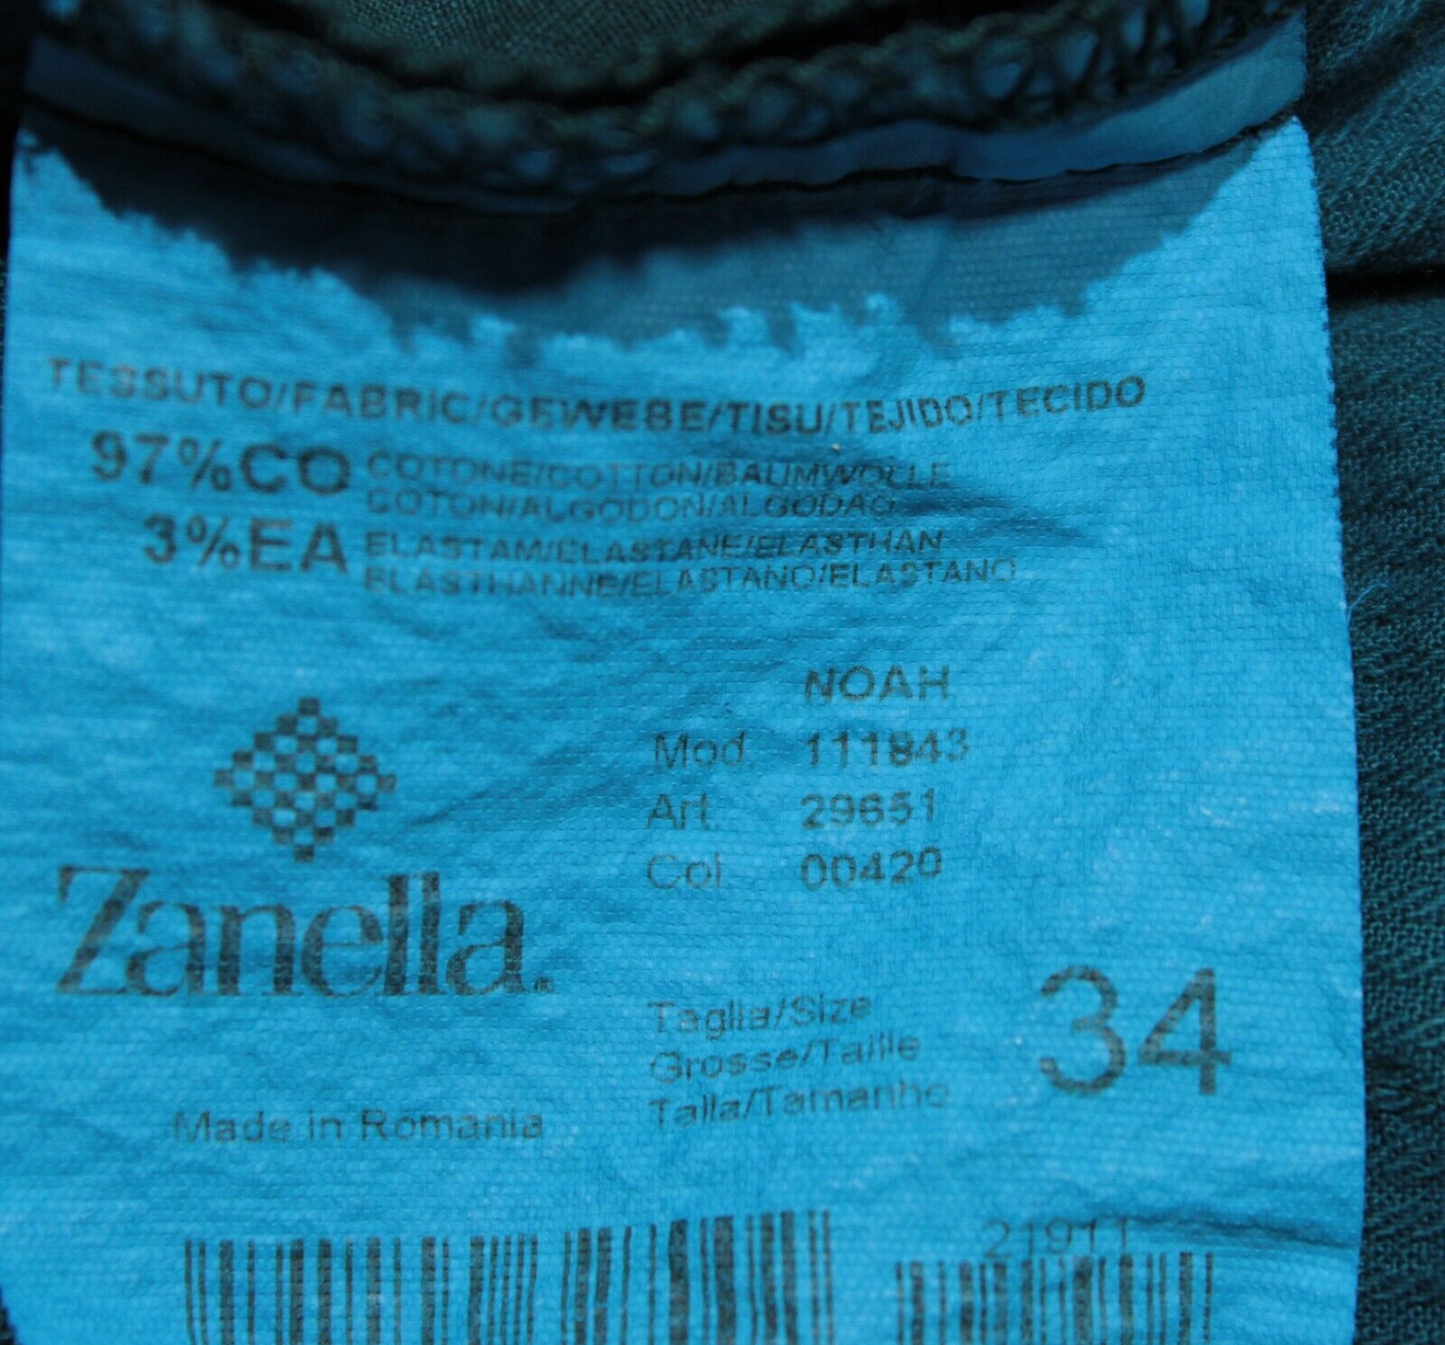 TESSUTO/FABRIC/GEWEBE/TISU/TEJIDO/TECIDO
97%CO COTONE/COTTON/BAUMWOLLE
COTON/ALGODON/ALGODAO
3%EA ELASTAM/ELASTANE/ELASTHAN
ELASTHANNE/ELASTANO/ELASTANO
NOAH
Mod. 111843
Art. 29651
Col 00420
Zanella®
Taglia/Size
Grosse/Taille
Talla/Tamanho
34
Made in Romania
21911